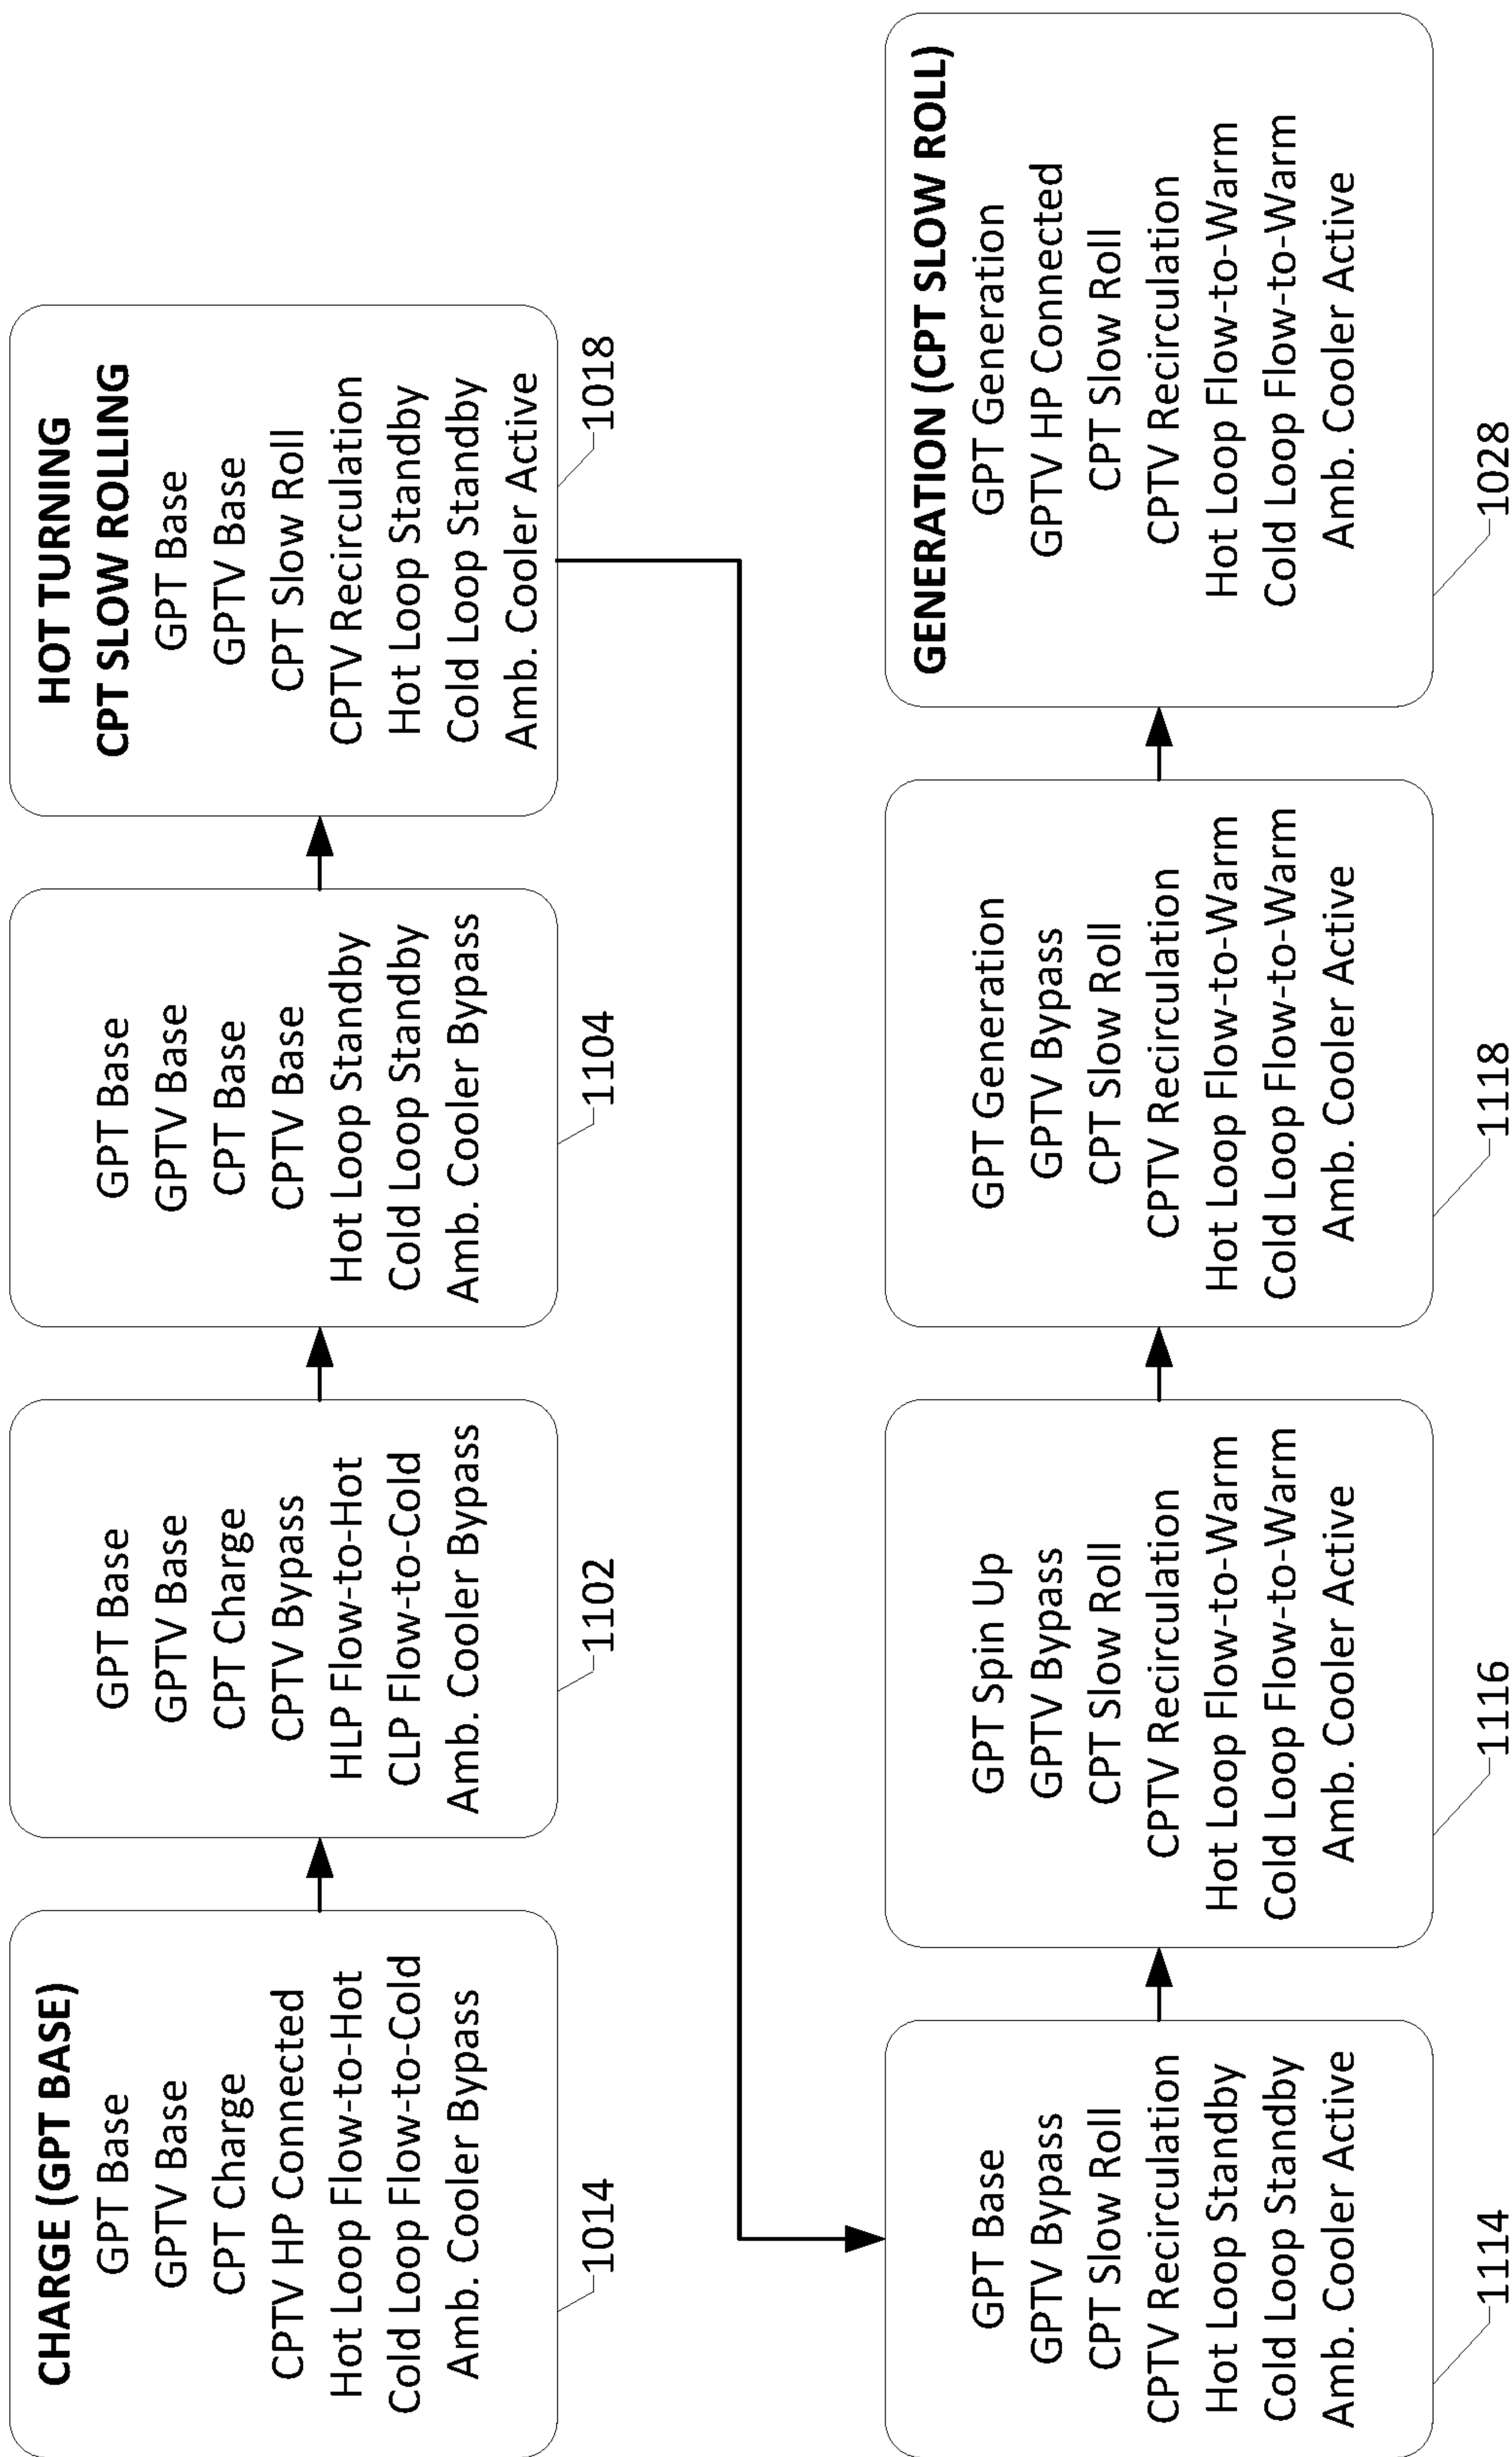 CHARGE (GPT BASE)
GPT Base
GPTV Base
CPT Charge
CPTV HP Connected
Hot Loop Flow-to-Hot
Cold Loop Flow-to-Cold
Amb. Cooler Bypass
1014
GPT Base
GPTV Base
CPT Charge
CPTV Bypass
HLP Flow-to-Hot
CLP Flow-to-Cold
Amb. Cooler Bypass
1102
GPT Base
GPTV Base
CPT Base
CPTV Base
Hot Loop Standby
Cold Loop Standby
Amb. Cooler Bypass
1104
HOT TURNING
CPT SLOW ROLLING
GPT Base
GPTV Base
CPT Slow Roll
CPTV Recirculation
Hot Loop Standby
Cold Loop Standby
Amb. Cooler Active
1018
GPT Base
GPTV Bypass
CPT Slow Roll
CPTV Recirculation
Hot Loop Standby
Cold Loop Standby
Amb. Cooler Active
1114
GPT Spin Up
GPTV Bypass
CPT Slow Roll
CPTV Recirculation
Hot Loop Flow-to-Warm
Cold Loop Flow-to-Warm
Amb. Cooler Active
1116
GPT Generation
GPTV Bypass
CPT Slow Roll
CPTV Recirculation
Hot Loop Flow-to-Warm
Cold Loop Flow-to-Warm
Amb. Cooler Active
1118
GENERATION (CPT SLOW ROLL)
GPT Generation
GPTV HP Connected
CPT Slow Roll
CPTV Recirculation
Hot Loop Flow-to-Warm
Cold Loop Flow-to-Warm
Amb. Cooler Active
1028